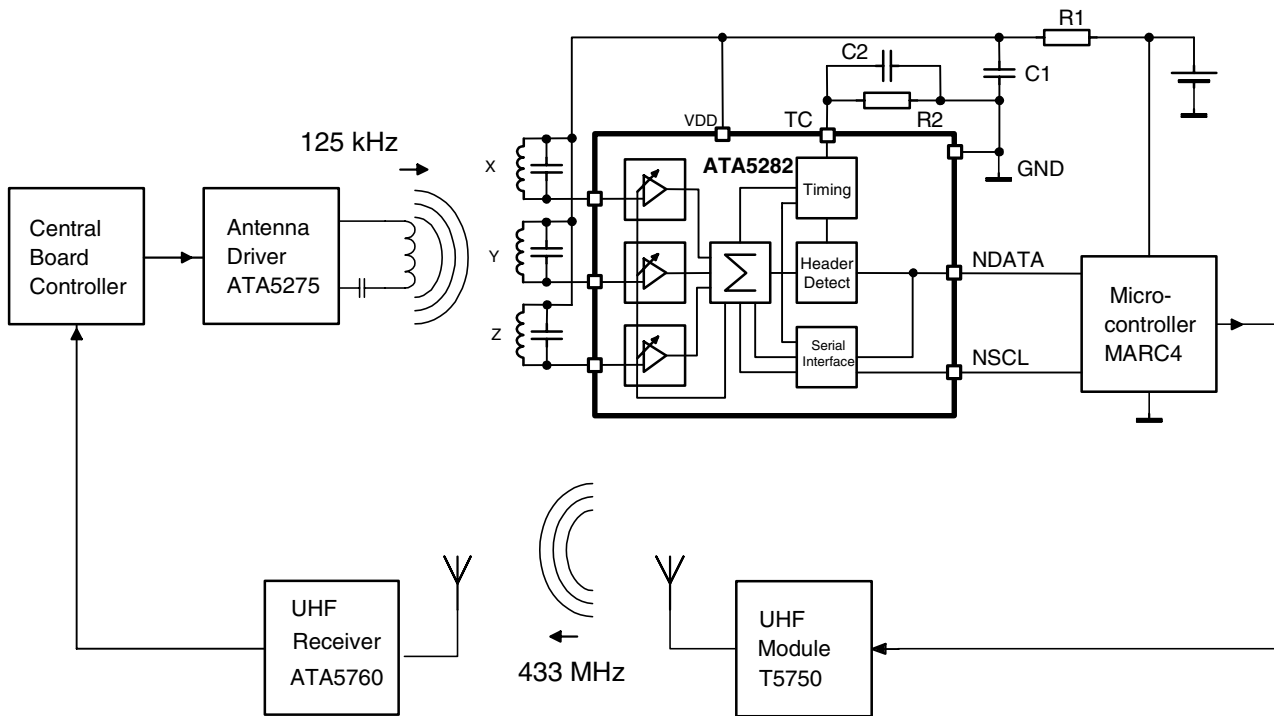 R1
C2
C1
VDD
TC
R2
125 kHz
X
ATA5282
GND
Timing
Central
Board
Controller
Antenna
Driver
ATA5275
Y
Σ
Header
Detect
NDATA
Micro-
controller
MARC4
Z
Serial
Interface
NSCL
UHF
Receiver
ATA5760
433 MHz
UHF
Module
T5750